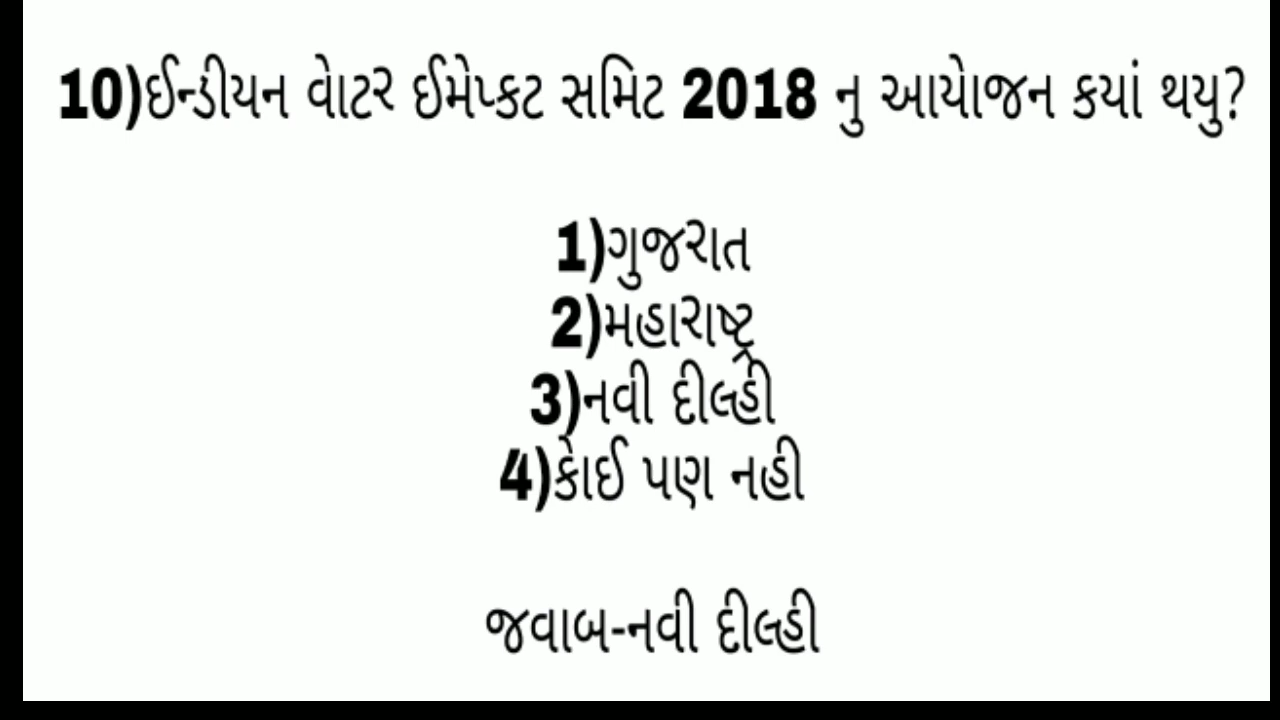 10)ઈન્ડીયન વોટર ઈમેપ્કટ સમિટ 2018 નુ આયોજન કયાં થયુ?
1)ગુજરાત
2)મહારાષ્ટ્ર
3)નવી દીલ્હી
4)કોઈ પણ નહી
જવાબ-નવી દીલ્હી